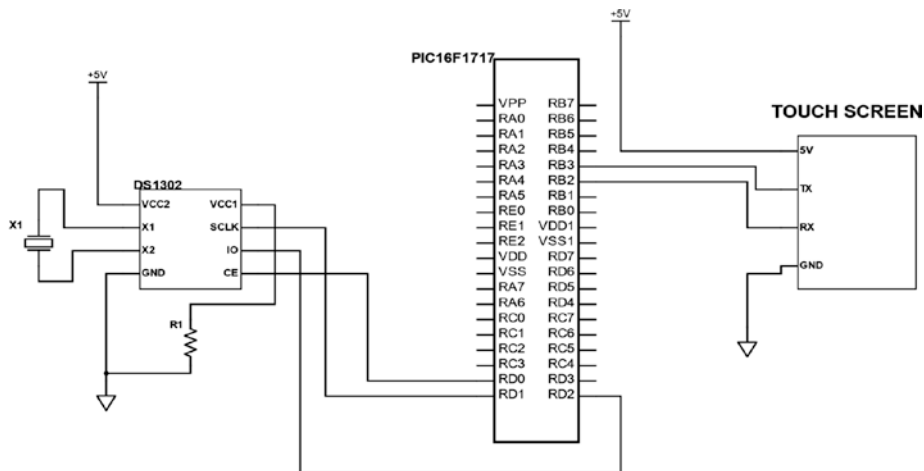 +5V
PIC16F1717
+5V
TOUCH SCREEN
DS1302
X1
VCC2
X1
X2
GND
VCC1
SCLK
IO
CE
R1
VPP RB7
RA0 RB6
RA1 RB5
RA2 RB4
RA3 RB3
RA4 RB2
RA5 RB1
RE0 RB0
RE1 VDD1
RE2 VSS1
VDD RD7
VSS RD6
RA7 RD5
RA6 RD4
RC0 RC7
RC1 RC6
RC2 RC5
RC3 RC4
RD0 RD3
RD1 RD2
5V
TX
RX
GND